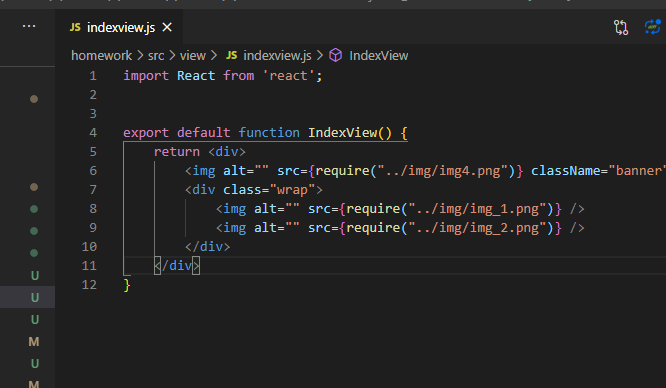 JS indexview.js
homework > src > view > JS indexview.js > IndexView
1 import React from 'react';
2
3
4 export default function IndexView() {
5 return <div>
6 <img alt="" src={require("../img/img4.png")} className="banner"
7 <div class="wrap">
8 <img alt="" src={require("../img/img_1.png")} />
9 <img alt="" src={require("../img/img_2.png")} />
10 </div>
11 </div>
12 }
U
U
U
M
U
M